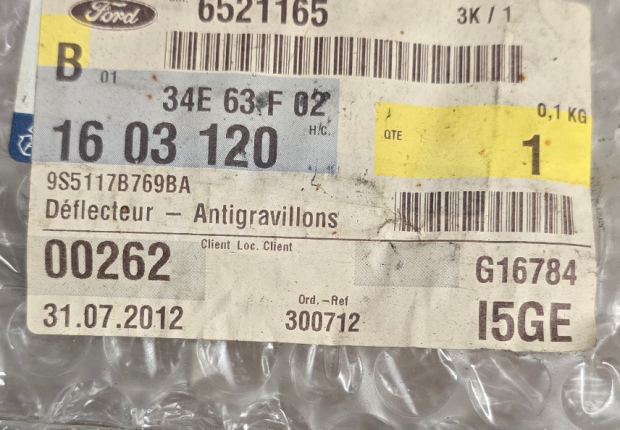 Ford 6521165 3K / 1
B 01
34E 63 F 02
0,1 KG
16 03 120 H/C.
QTE 1
9S5117B769BA
Déflecteur – Antigravillons
Client Loc. Client
00262 G16784
31.07.2012 Ord.-Ref 300712 I5GE